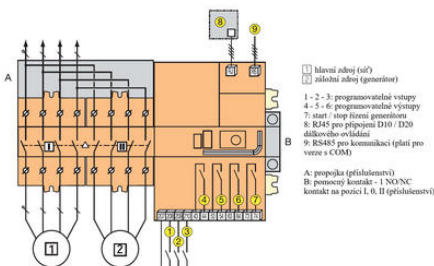 8
9
A
I
II
B
4
5
6
7
1
2
3
1
2
1 hlavní zdroj (síť)
2 záložní zdroj (generátor)
1 - 2 - 3: programovatelné vstupy
4 - 5 - 6: programovatelné výstupy
7: start / stop řízení generátoru
8: RJ45 pro připojení D10 / D20
dálkového ovládání
9: RS485 pro komunikaci (platí pro
verze s COM)
A: propojka (příslušenství)
B: pomocný kontakt - 1 NO/NC
kontakt na pozici I, 0, II (příslušenství)